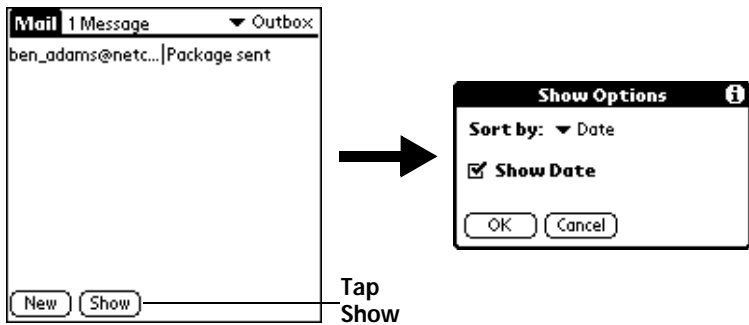 Mail 1 Message Outbox
ben_adams@netc... Package sent
New Show
Tap
Show
Show Options
Sort by: Date
Show Date
OK Cancel